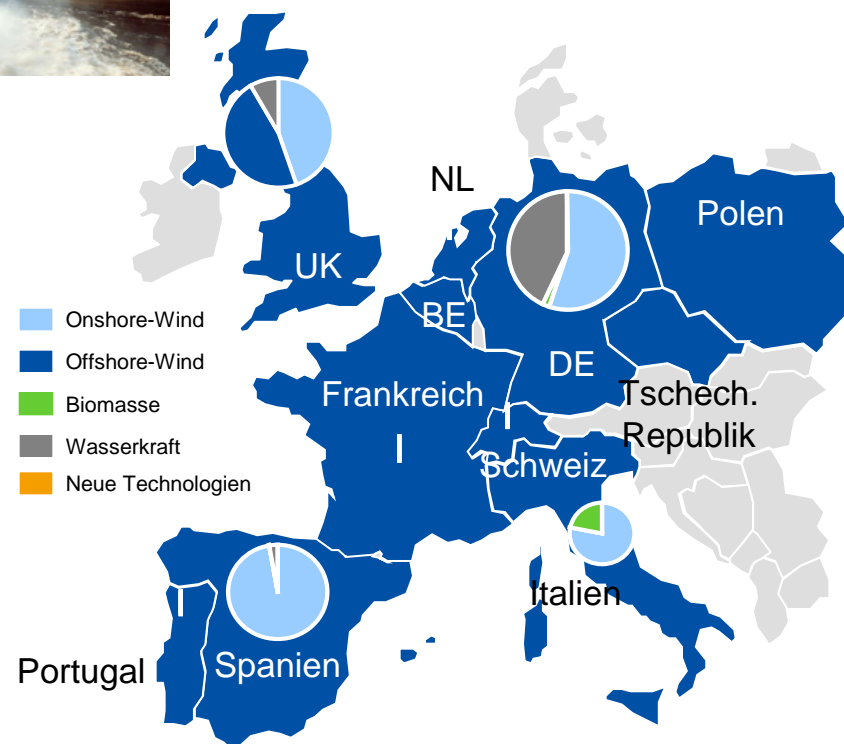 NL
Polen
UK
BE
DE
Frankreich
Tschech.
Republik
Schweiz
Italien
Portugal
Spanien
Onshore-Wind
Offshore-Wind
Biomasse
Wasserkraft
Neue Technologien